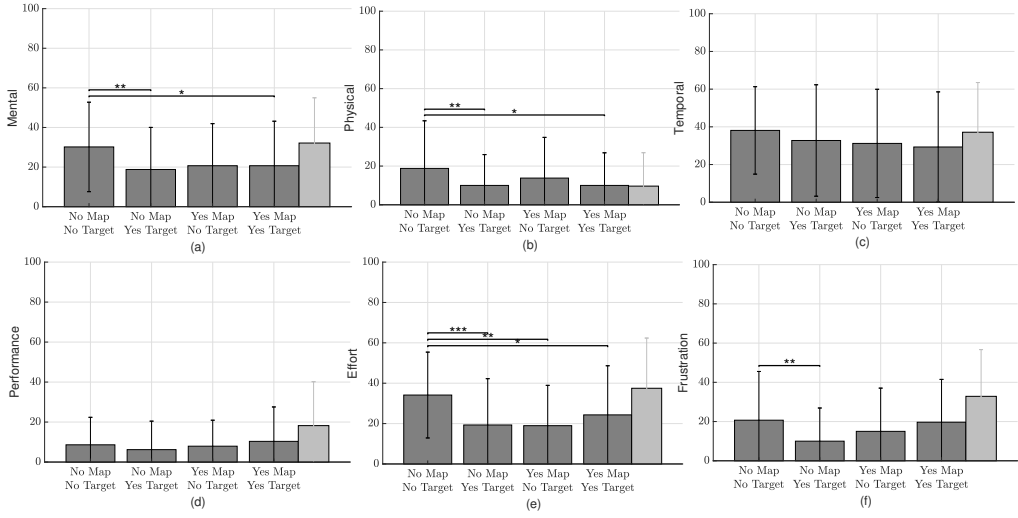 Mental
100
80
60
40
20
0
**
*
No Map
No Target
No Map
Yes Target
Yes Map
No Target
Yes Map
Yes Target
(a)
Physical
100
80
60
40
20
0
**
*
No Map
No Target
No Map
Yes Target
Yes Map
No Target
Yes Map
Yes Target
(b)
Temporal
100
80
60
40
20
0
No Map
No Target
No Map
Yes Target
Yes Map
No Target
Yes Map
Yes Target
(c)
Performance
100
80
60
40
20
0
No Map
No Target
No Map
Yes Target
Yes Map
No Target
Yes Map
Yes Target
(d)
Effort
100
80
60
40
20
0
***
**
*
No Map
No Target
No Map
Yes Target
Yes Map
No Target
Yes Map
Yes Target
(e)
Frustration
100
80
60
40
20
0
**
No Map
No Target
No Map
Yes Target
Yes Map
No Target
Yes Map
Yes Target
(f)